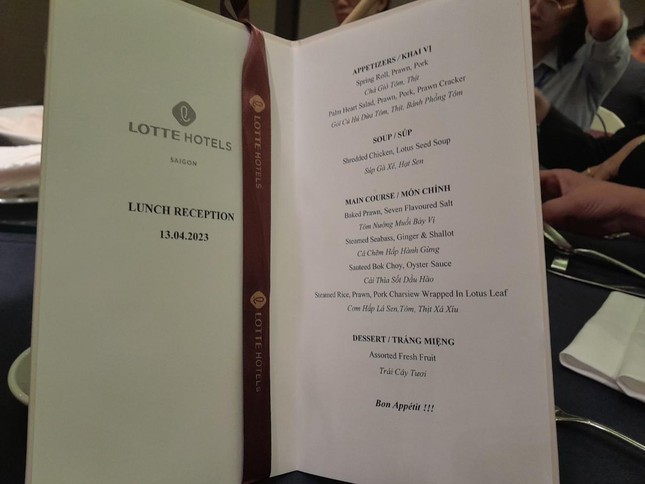 LOTTE HOTELS
SAIGON
LUNCH RECEPTION
13.04.2023
LOTTE HOTELS
LOTTE HOTELS
APPETIZERS / KHAI VỊ
Spring Roll, Prawn, Pork
Chả Giò Tôm, Thịt
Palm Heart Salad, Prawn, Pork, Prawn Cracker
Gỏi Củ Hủ Dừa Tôm, Thịt, Bánh Phồng Tôm
SOUP / SÚP
Shredded Chicken, Lotus Seed Soup
Súp Gà Xé, Hạt Sen
MAIN COURSE / MÓN CHÍNH
Baked Prawn, Seven Flavoured Salt
Tôm Nướng Muối Bảy Vị
Steamed Seabass, Ginger & Shallot
Cá Chẽm Hấp Hành Gừng
Sauteed Bok Choy, Oyster Sauce
Cải Thìa Sốt Dầu Hào
Steamed Rice, Prawn, Pork Charsiew Wrapped In Lotus Leaf
Cơm Hấp Lá Sen,Tôm, Thịt Xá Xíu
DESSERT / TRÁNG MIỆNG
Assorted Fresh Fruit
Trái Cây Tươi
Bon Appétit !!!